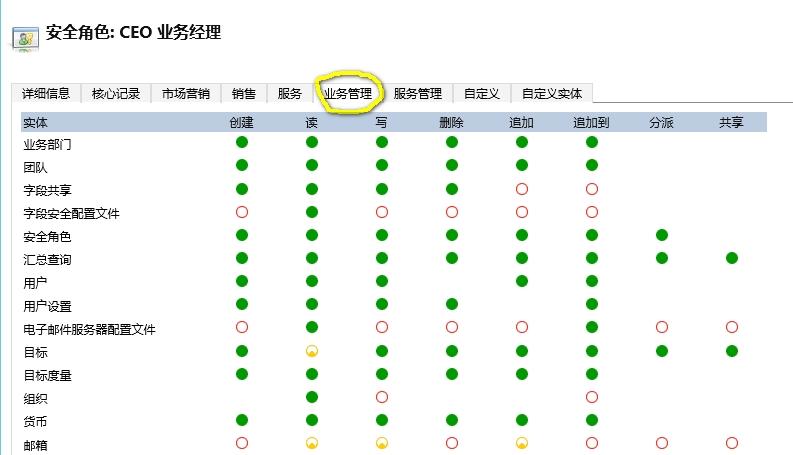 安全角色: CEO 业务经理
详细信息 核心记录 市场营销 销售 服务 业务管理 服务管理 自定义 自定义实体
实体 创建 读 写 删除 追加 追加到 分派 共享
业务部门
团队
字段共享
字段安全配置文件
安全角色
汇总查询
用户
用户设置
电子邮件服务器配置文件
目标
目标度量
组织
货币
邮箱